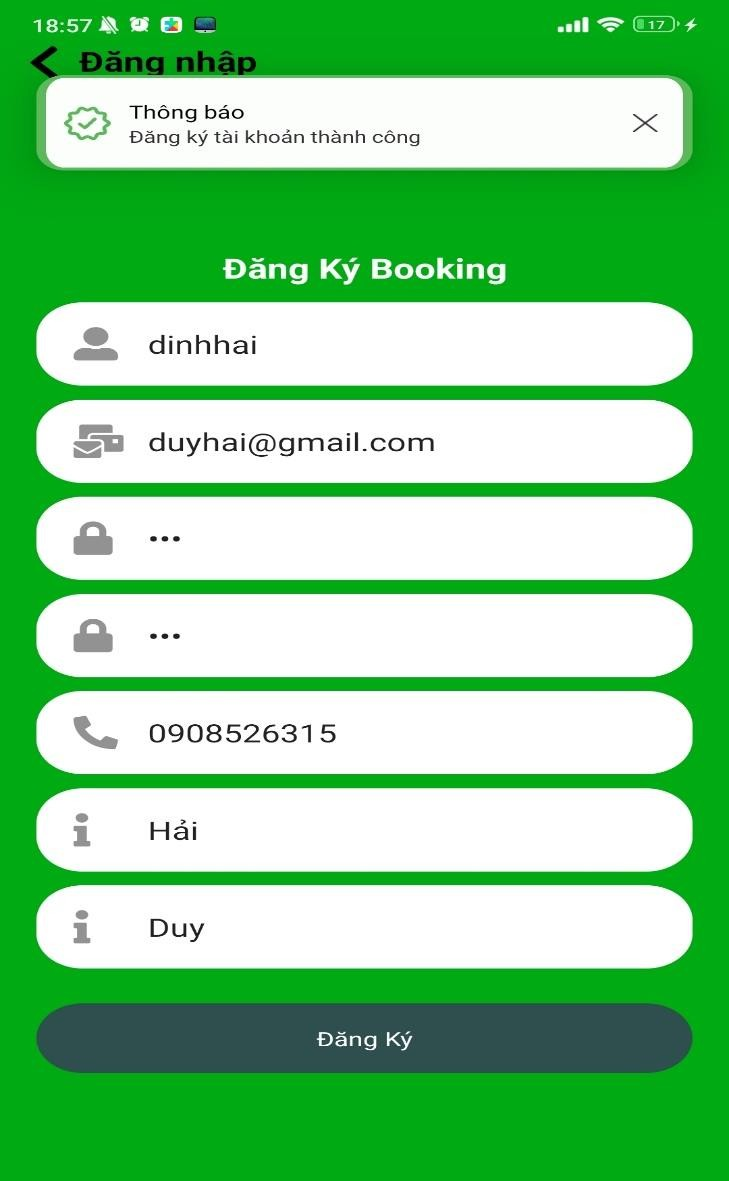 18:57
17
Đăng nhập
Thông báo
Đăng ký tài khoản thành công
Đăng Ký Booking
dinhhai
duyhai@gmail.com
•••
•••
0908526315
Hải
Duy
Đăng Ký